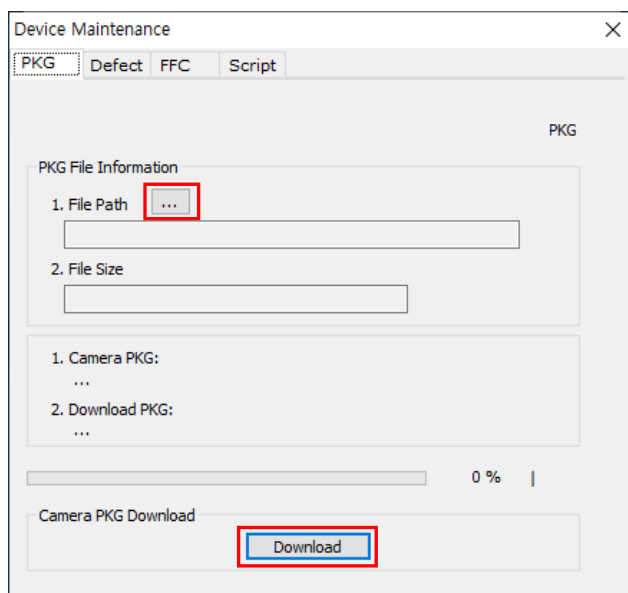 Device Maintenance
PKG Defect FFC Script
PKG
PKG File Information
1. File Path ...
2. File Size
1. Camera PKG:
...
2. Download PKG:
...
0 % |
Camera PKG Download
Download